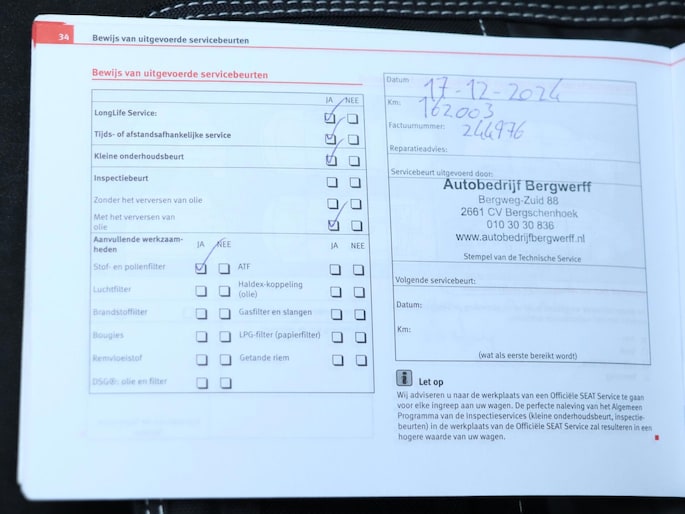 34 Bewijs van uitgevoerde servicebeurten
Bewijs van uitgevoerde servicebeurten
JA NEE
LongLife Service:
Tijds- of afstandsafhankelijke service
Kleine onderhoudsbeurt
Inspectiebeurt
Zonder het verversen van olie
Met het verversen van
olie
Aanvullende werkzaam-
heden
JA NEE
JA NEE
Stof- en pollenfilter
ATF
Luchtfilter
Haldex-koppeling
(olie)
Brandstoffilter
Gasfilter en slangen
Bougies
LPG-filter (papierfilter)
Remvloeistof
Getande riem
DSG®: olie en filter
Datum 17-12-2024
Km: 162003
Factuurnummer: 244976
Reparatieadvies:
Servicebeurt uitgevoerd door:
Autobedrijf Bergwerff
Bergweg-Zuid 88
2661 CV Bergschenhoek
010 30 30 836
www.autobedrijfbergwerff.nl
Stempel van de Technische Service
Volgende servicebeurt:
Datum:
Km:
(wat als eerste bereikt wordt)
i Let op
Wij adviseren u naar de werkplaats van een Officiële SEAT Service te gaan
voor elke ingreep aan uw wagen. De perfecte naleving van het Algemeen
Programma van de inspectieservices (kleine onderhoudsbeurt, inspectie-
beurten) in de werkplaats van de Officiële SEAT Service zal resulteren in een
hogere waarde van uw wagen.